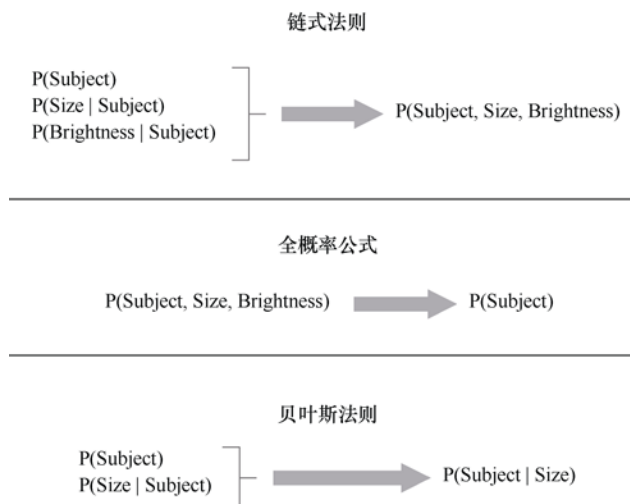 链式法则
P(Subject)
P(Size | Subject)
P(Brightness | Subject)
P(Subject, Size, Brightness)
全概率公式
P(Subject, Size, Brightness)
P(Subject)
贝叶斯法则
P(Subject)
P(Size | Subject)
P(Subject | Size)